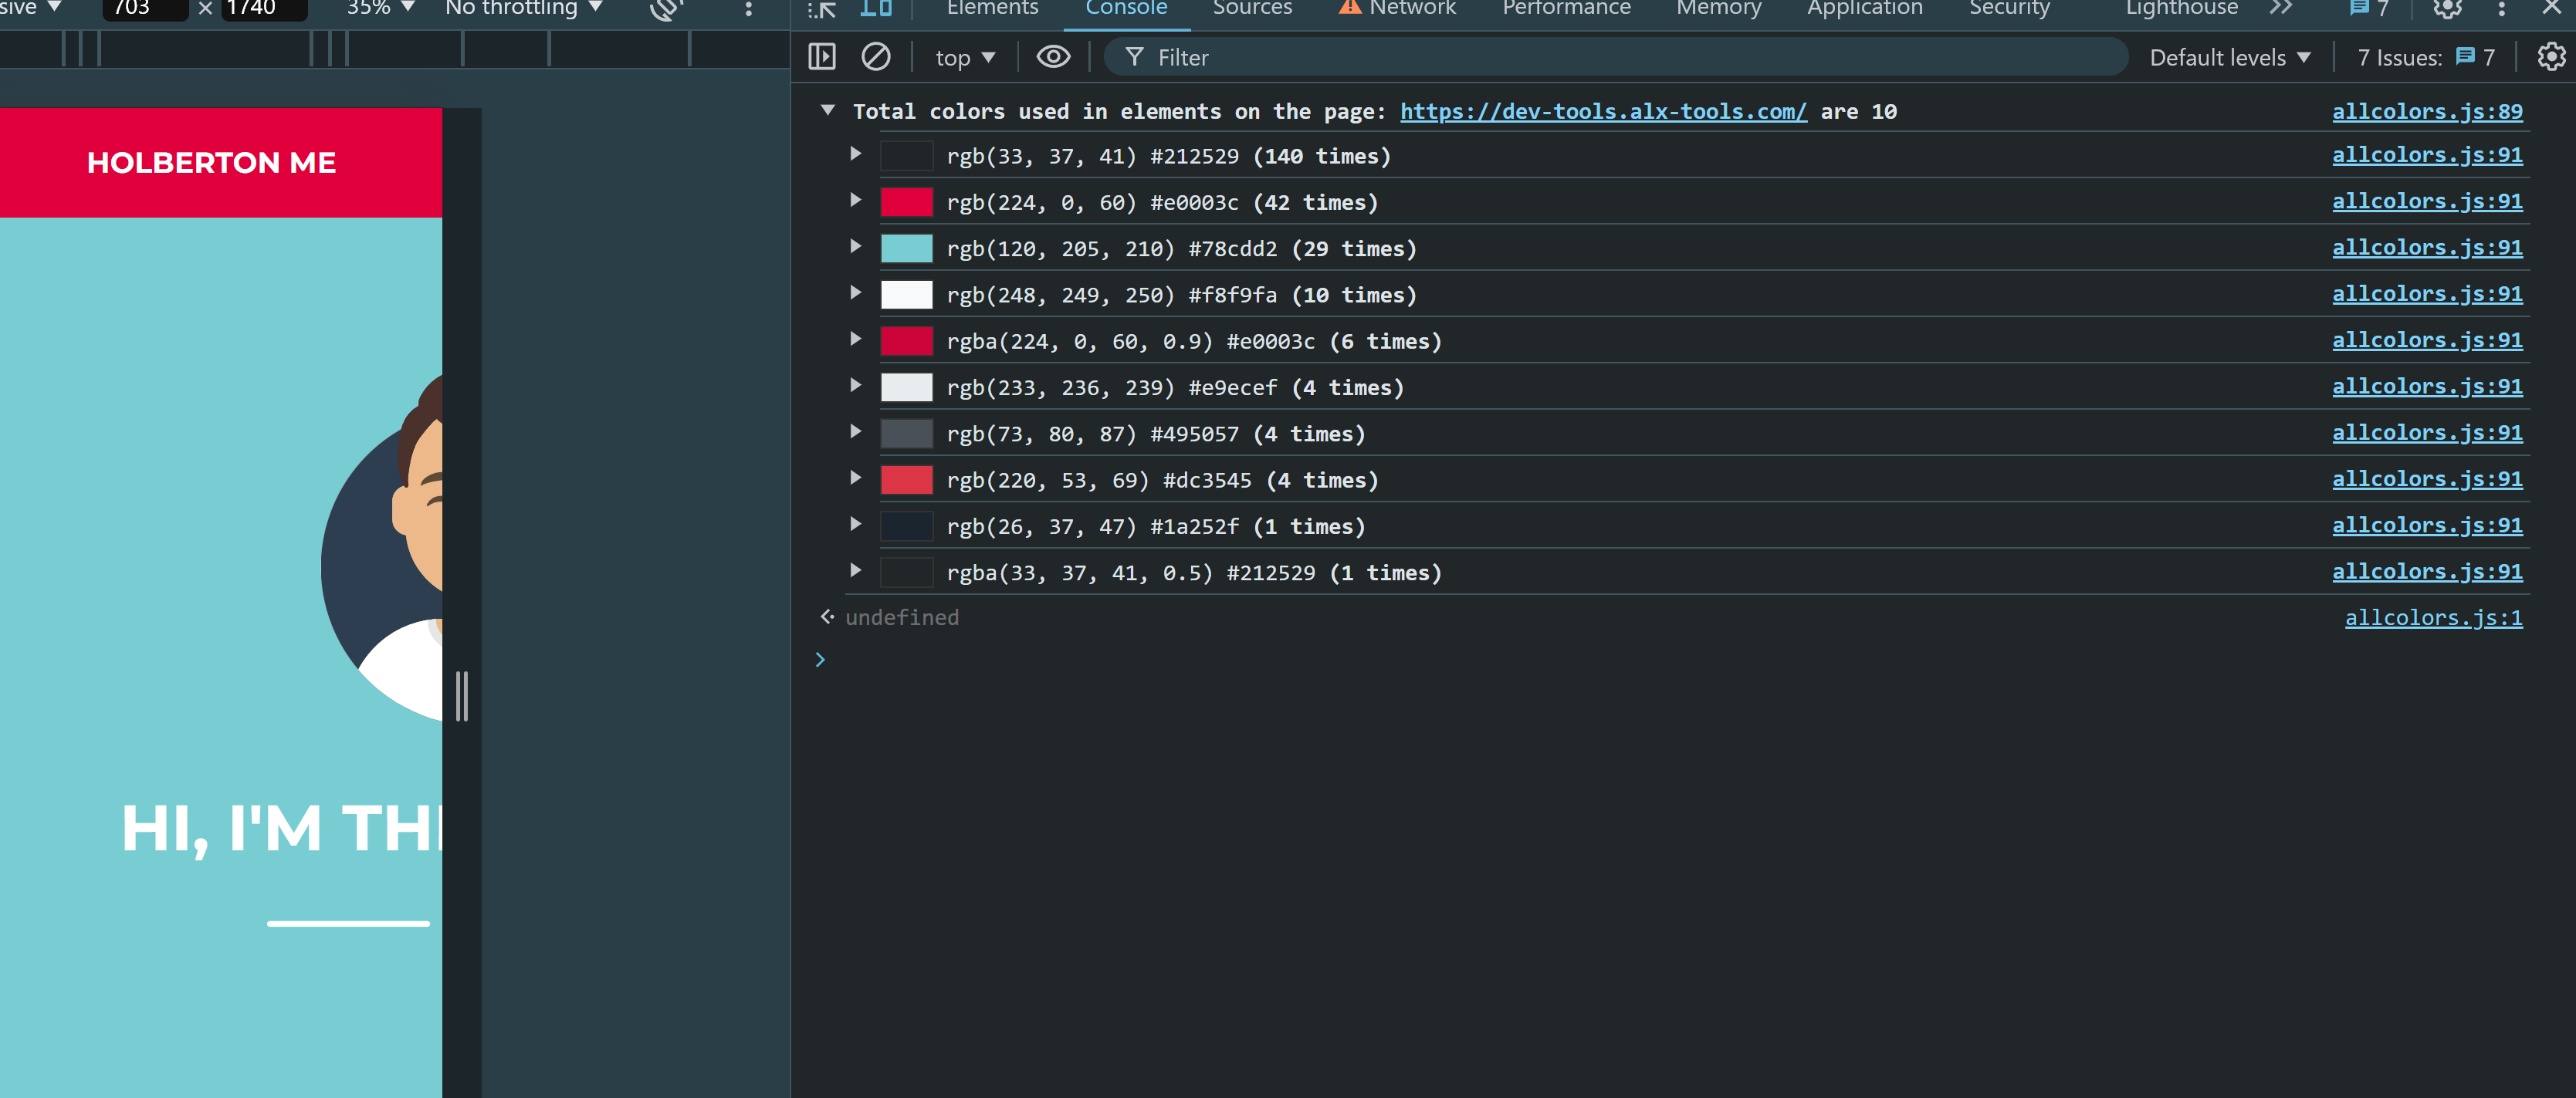 sive ▼ 703 × 1740 35% ▼ No throttling ▼
HOLBERTON ME
HI, I'M TH
Elements Console Sources Network Performance Memory Application Security Lighthouse 7
top ▼ Filter Default levels ▼ 7 Issues: 7
Total colors used in elements on the page: https://dev-tools.alx-tools.com/ are 10 allcolors.js:89
rgb(33, 37, 41) #212529 (140 times) allcolors.js:91
rgb(224, 0, 60) #e0003c (42 times) allcolors.js:91
rgb(120, 205, 210) #78cdd2 (29 times) allcolors.js:91
rgb(248, 249, 250) #f8f9fa (10 times) allcolors.js:91
rgba(224, 0, 60, 0.9) #e0003c (6 times) allcolors.js:91
rgb(233, 236, 239) #e9ecef (4 times) allcolors.js:91
rgb(73, 80, 87) #495057 (4 times) allcolors.js:91
rgb(220, 53, 69) #dc3545 (4 times) allcolors.js:91
rgb(26, 37, 47) #1a252f (1 times) allcolors.js:91
rgba(33, 37, 41, 0.5) #212529 (1 times) allcolors.js:91
undefined allcolors.js:1